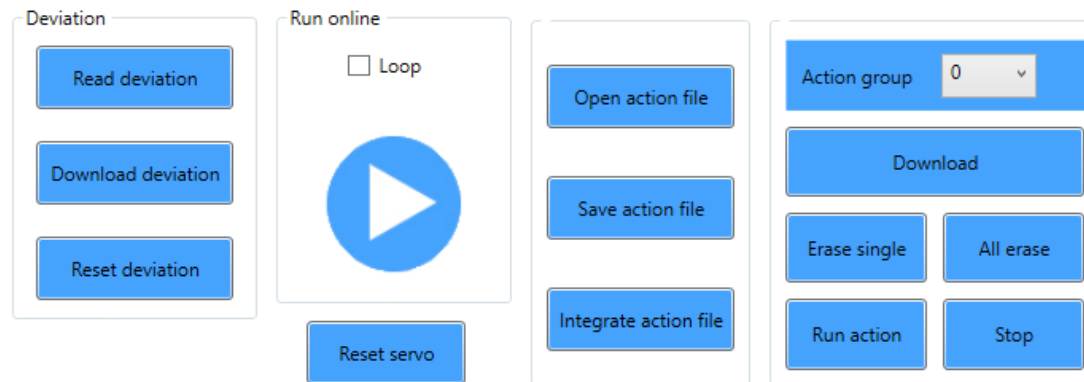 Deviation
Read deviation
Download deviation
Reset deviation
Run online
Loop
Reset servo
Open action file
Save action file
Integrate action file
Action group 0
Download
Erase single All erase
Run action Stop